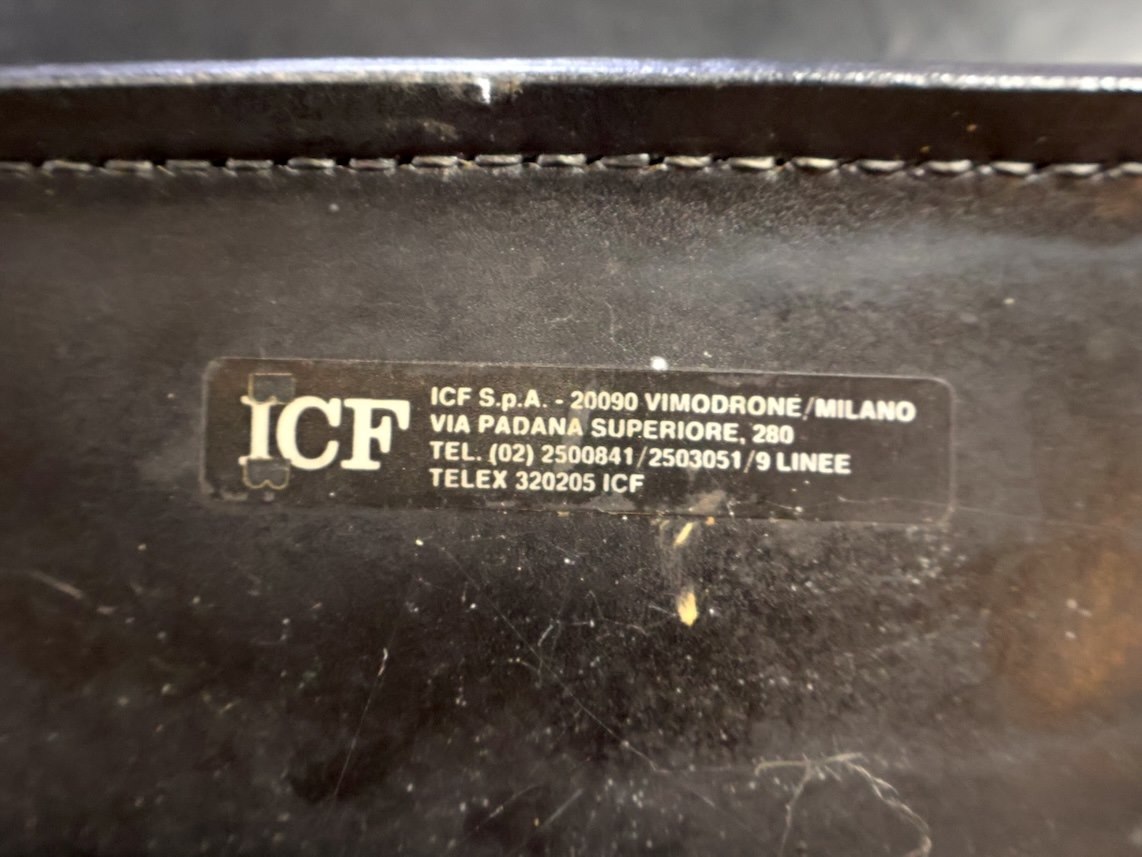 ICF
ICF S.p.A. - 20090 VIMODRONE/MILANO
VIA PADANA SUPERIORE, 280
TEL. (02) 2500841/2503051/9 LINEE
TELEX 320205 ICF